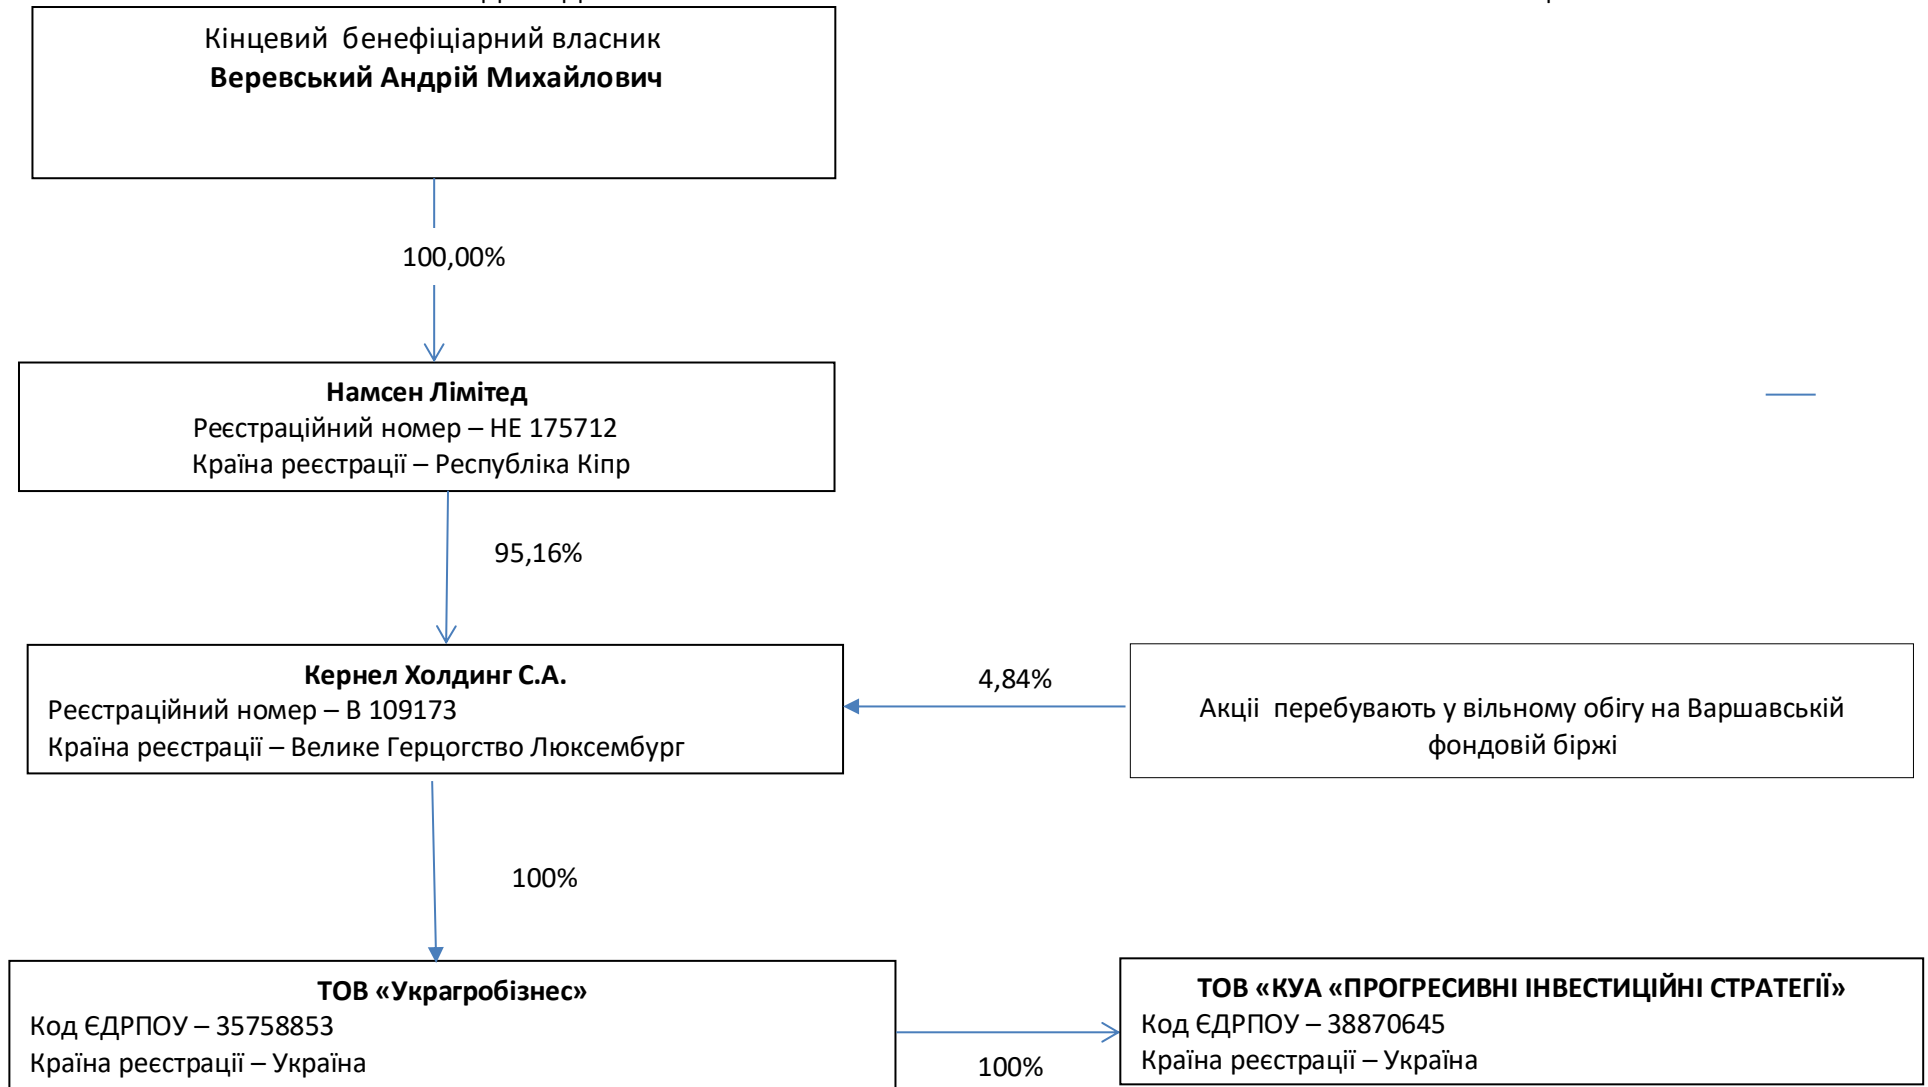 Кінцевий бенефіціарний власник
Веревський Андрій Михайлович
100,00%
Намсен Лімітед
Реєстраційний номер – НЕ 175712
Країна реєстрації – Республіка Кіпр
95,16%
Кернел Холдинг С.А.
Реєстраційний номер – В 109173
Країна реєстрації – Велике Герцогство Люксембург
4,84%
Акціі перебувають у вільному обігу на Варшавській
фондовій біржі
100%
ТОВ «Украгробізнес»
Код ЄДРПОУ – 35758853
Країна реєстрації – Україна
100%
ТОВ «КУА «ПРОГРЕСИВНІ ІНВЕСТИЦІЙНІ СТРАТЕГІЇ»
Код ЄДРПОУ – 38870645
Країна реєстрації – Україна